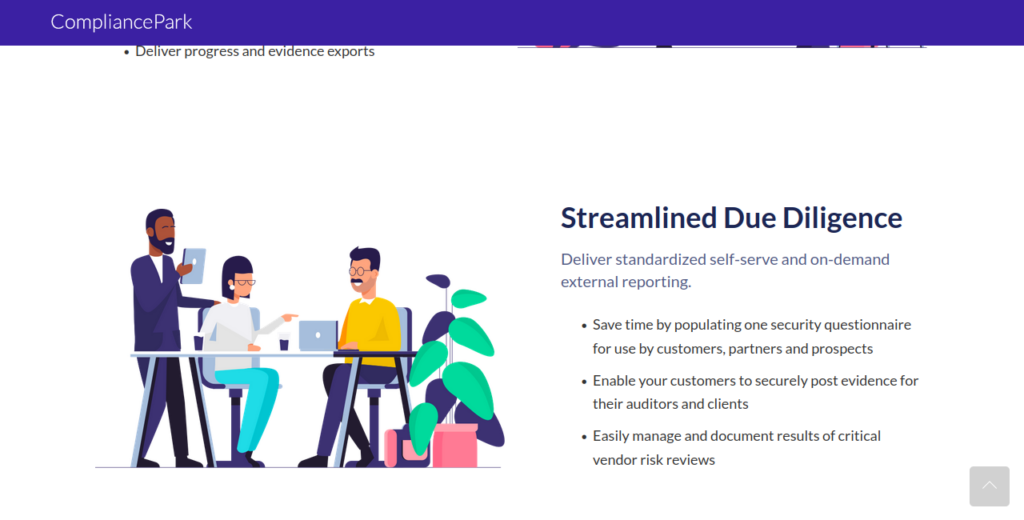 CompliancePark
• Deliver progress and evidence exports
Streamlined Due Diligence
Deliver standardized self-serve and on-demand
external reporting.
• Save time by populating one security questionnaire
for use by customers, partners and prospects
• Enable your customers to securely post evidence for
their auditors and clients
• Easily manage and document results of critical
vendor risk reviews